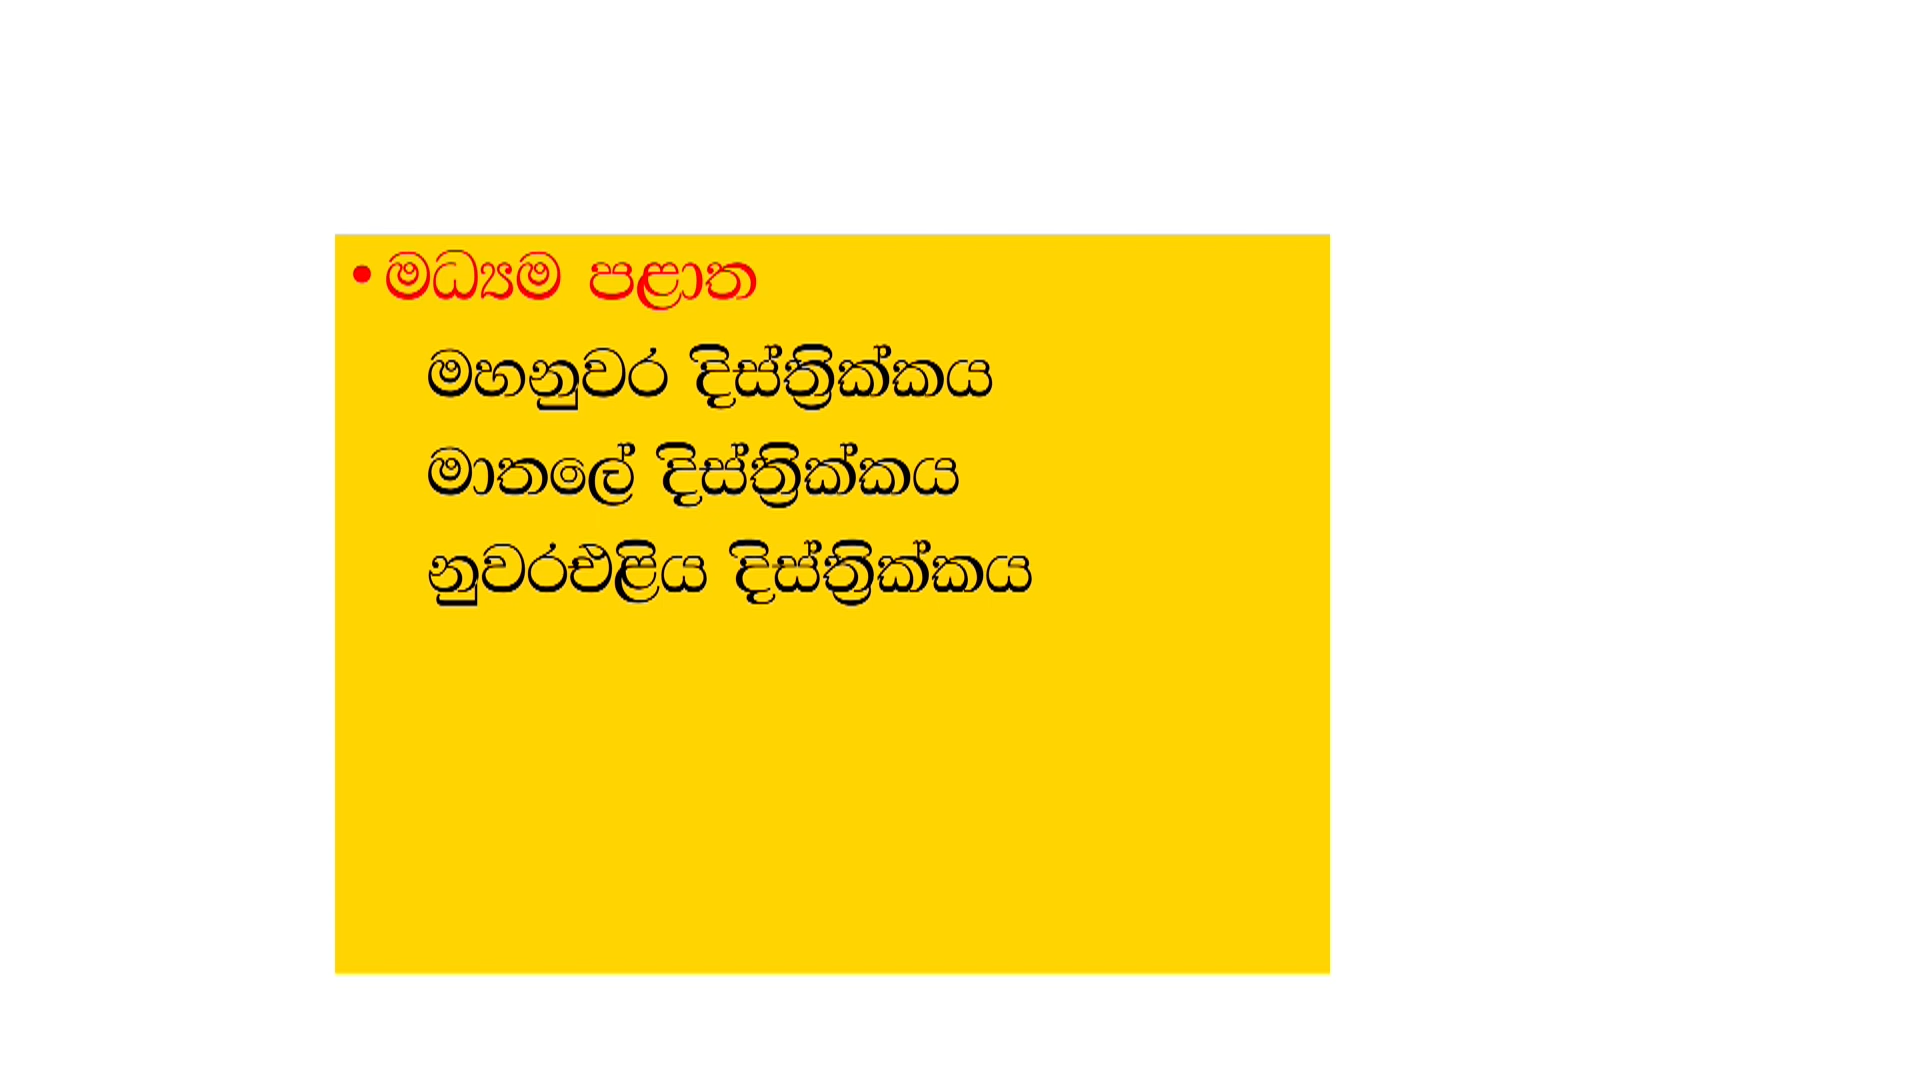 • මධ්‍යම පළාත
මහනුවර දිස්ත්‍රික්කය
මාතලේ දිස්ත්‍රික්කය
නුවරඑළිය දිස්ත්‍රික්කය